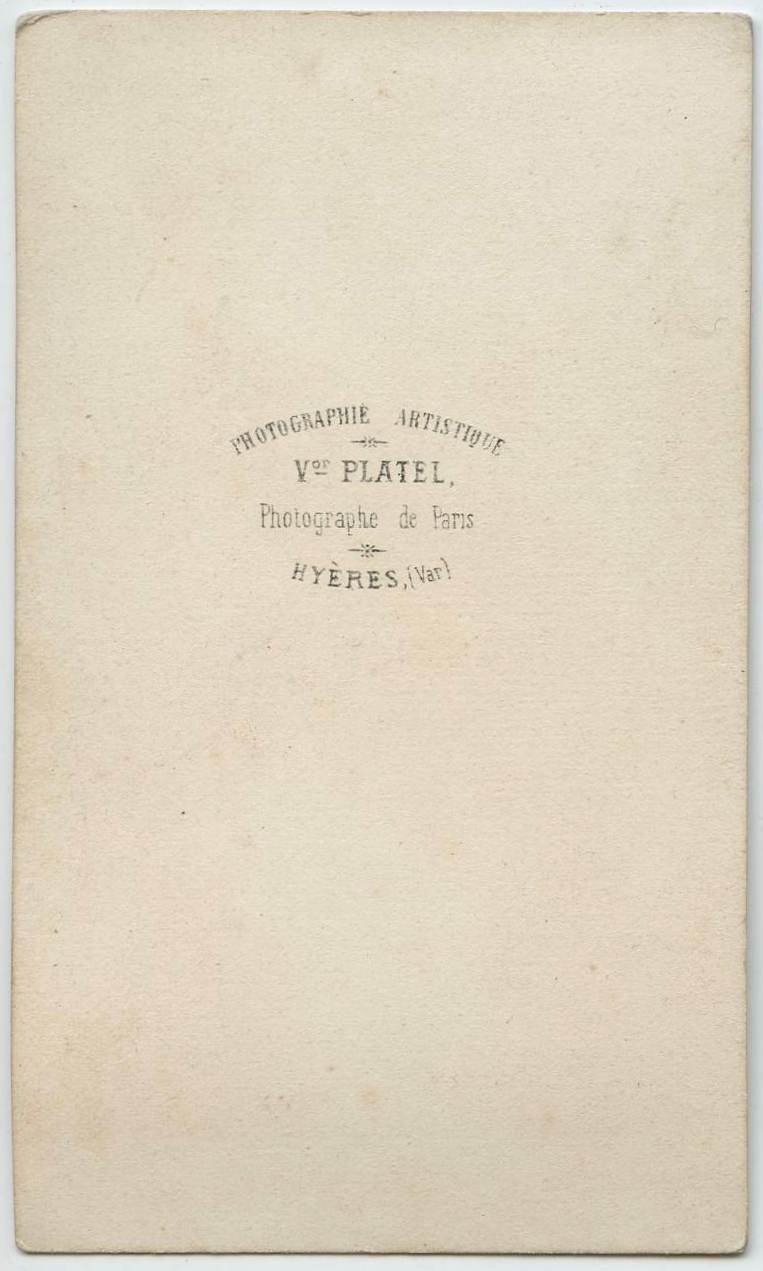 PHOTOGRAPHIE ARTISTIQUE
Vor PLATEL,
Photographe de Paris
HYÈRES, (Var)